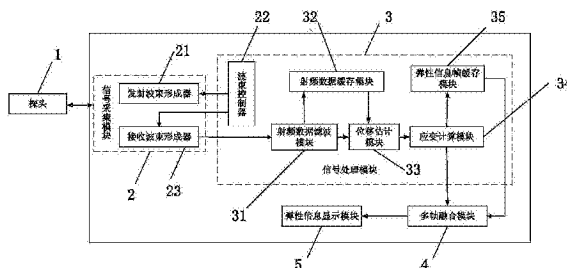 1
探头
2
信号采集模块
21
发射波束形成器
22
波束控制器
23
接收波束形成器
3
信号处理模块
31
射频数据滤波
模块
32
射频数据缓存模块
33
位移估计
模块
34
应变计算模块
35
弹性信息帧缓存
模块
4
多帧融合模块
5
弹性信息显示模块